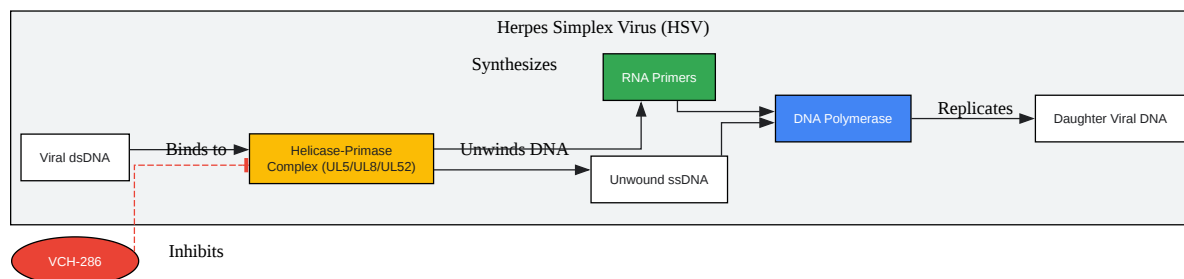 Herpes Simplex Virus (HSV)
Synthesizes
RNA Primers
DNA Polymerase
Replicates
Daughter Viral DNA
Viral dsDNA
Binds to
Helicase-Primase
Complex (UL5/UL8/UL52)
Unwinds DNA
Unwound ssDNA
VCH-286
Inhibits